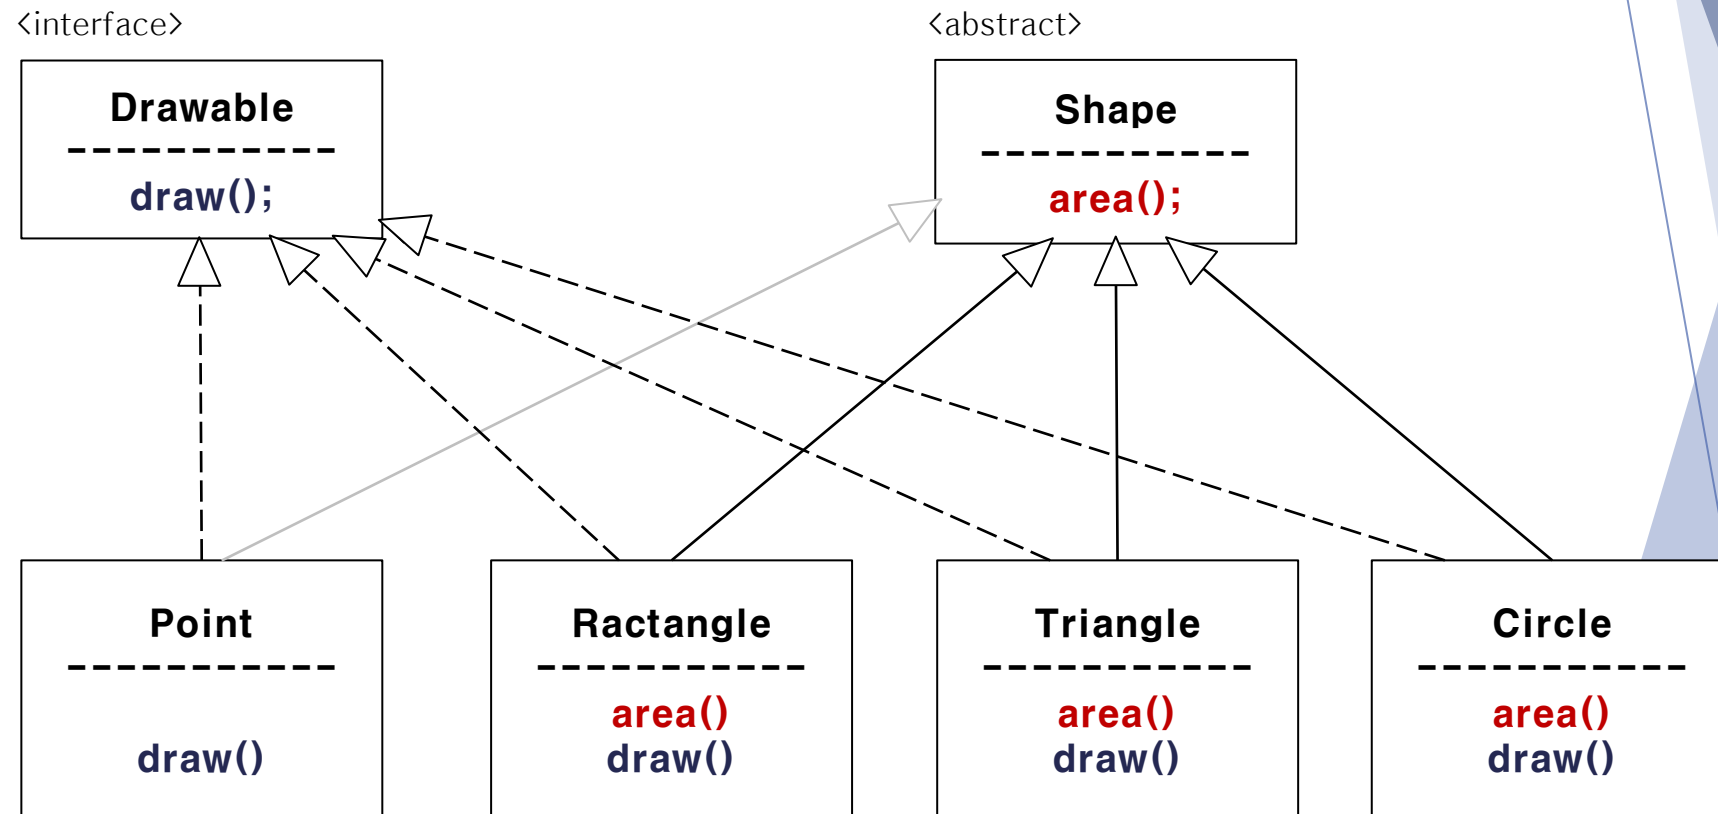 <interface>
<abstract>
Drawable
draw();
Shape
area();
Point
draw()
Ractangle
area()
draw()
Triangle
area()
draw()
Circle
area()
draw()